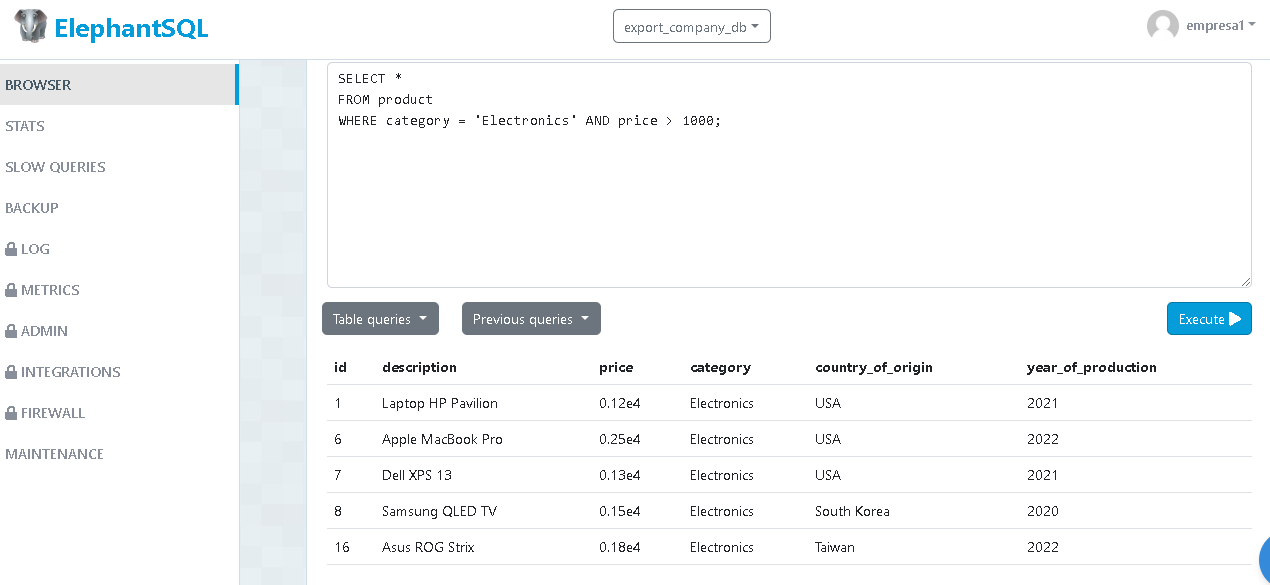 ElephantSQL
export_company_db
empresa1
BROWSER
STATS
SLOW QUERIES
BACKUP
LOG
METRICS
ADMIN
INTEGRATIONS
FIREWALL
MAINTENANCE
SELECT *
FROM product
WHERE category = 'Electronics' AND price > 1000;
Table queries
Previous queries
Execute
id description price category country_of_origin year_of_production
1 Laptop HP Pavilion 0.12e4 Electronics USA 2021
6 Apple MacBook Pro 0.25e4 Electronics USA 2022
7 Dell XPS 13 0.13e4 Electronics USA 2021
8 Samsung QLED TV 0.15e4 Electronics South Korea 2020
16 Asus ROG Strix 0.18e4 Electronics Taiwan 2022